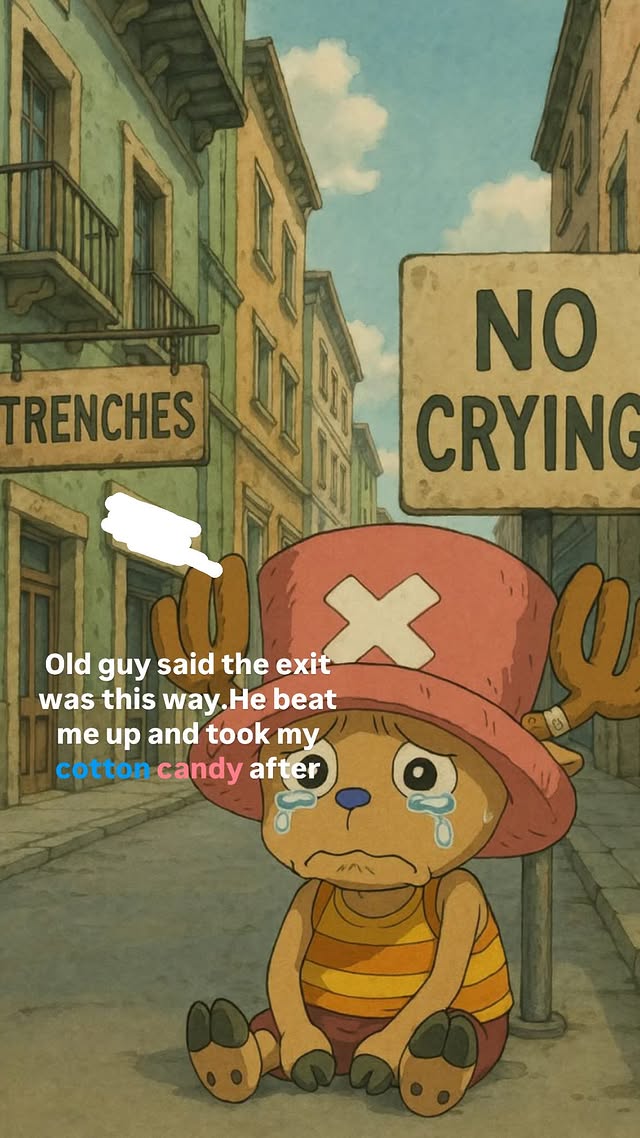 NO
CRYING
TRENCHES
Old guy said the exit
was this way.He beat
me up and took my
cotton candy after